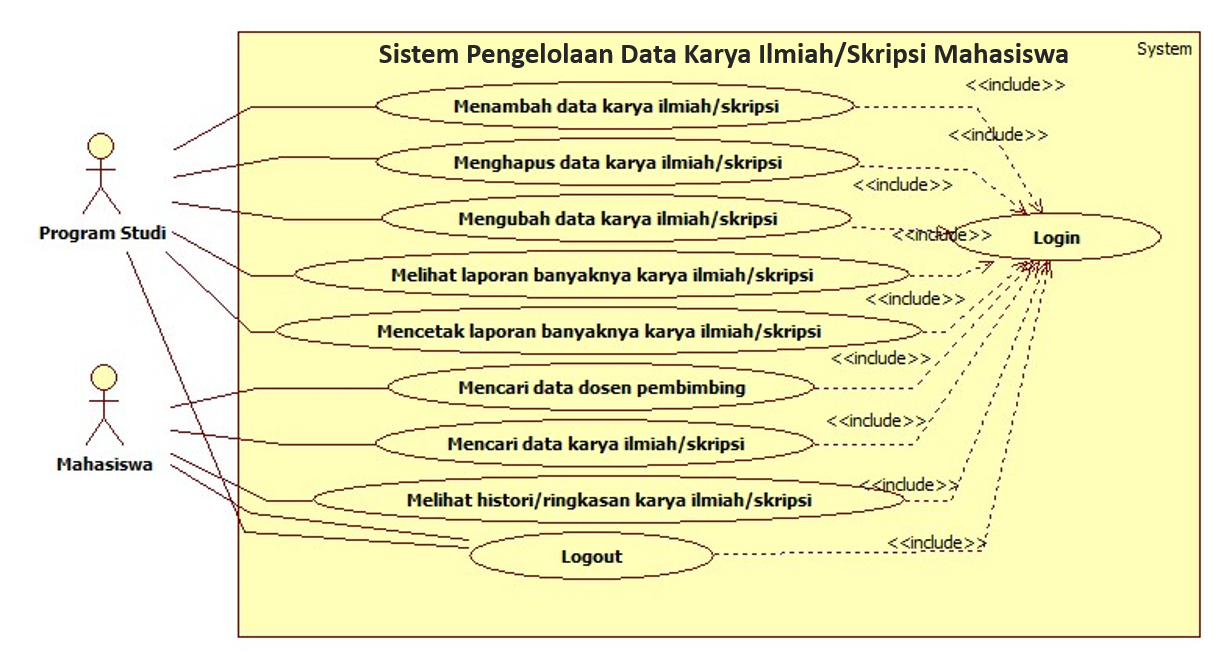 Sistem Pengelolaan Data Karya Ilmiah/Skripsi Mahasiswa
System
<<include>>
Menambah data karya ilmiah/skripsi
<<include>>
Menghapus data karya ilmiah/skripsi
<<include>>
Mengubah data karya ilmiah/skripsi
Program Studi
<<include>>
Login
Melihat laporan banyaknya karya ilmiah/skripsi
<<include>>
Mencetak laporan banyaknya karya ilmiah/skripsi
<<include>>
Mencari data dosen pembimbing
<<include>>
Mencari data karya ilmiah/skripsi
Mahasiswa
<<include>>
Melihat histori/ringkasan karya ilmiah/skripsi
<<include>>
Logout